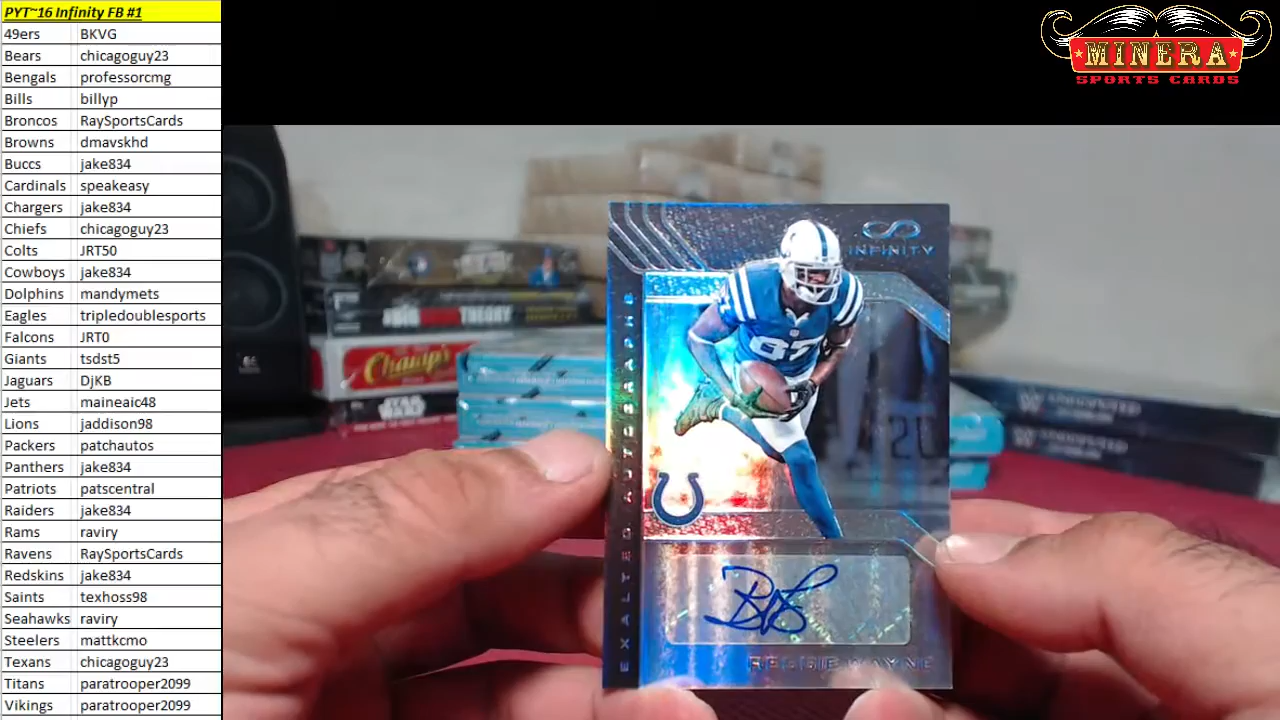 PYT~16 Infinity FB #1
49ers BKVG
Bears chicagoguy23
Bengals professorcmg
Bills billyp
Broncos RaySportsCards
Browns dmavskhd
Buccs jake834
Cardinals speakeasy
Chargers jake834
Chiefs chicagoguy23
Colts JRT50
Cowboys jake834
Dolphins mandymets
Eagles tripledoublesports
Falcons JRT0
Giants tsdst5
Jaguars DjKB
Jets maineaic48
Lions jaddison98
Packers patchautos
Panthers jake834
Patriots patscentral
Raiders jake834
Rams raviry
Ravens RaySportsCards
Redskins jake834
Saints texhoss98
Seahawks raviry
Steelers mattkcmo
Texans chicagoguy23
Titans paratrooper2099
Vikings paratrooper2099
MINERA
SPORTS CARDS
INFINITY
87
EXALTED AUTOGRAPHS
REGGIE WAYNE
THEORY
Champ's
STAR WARS